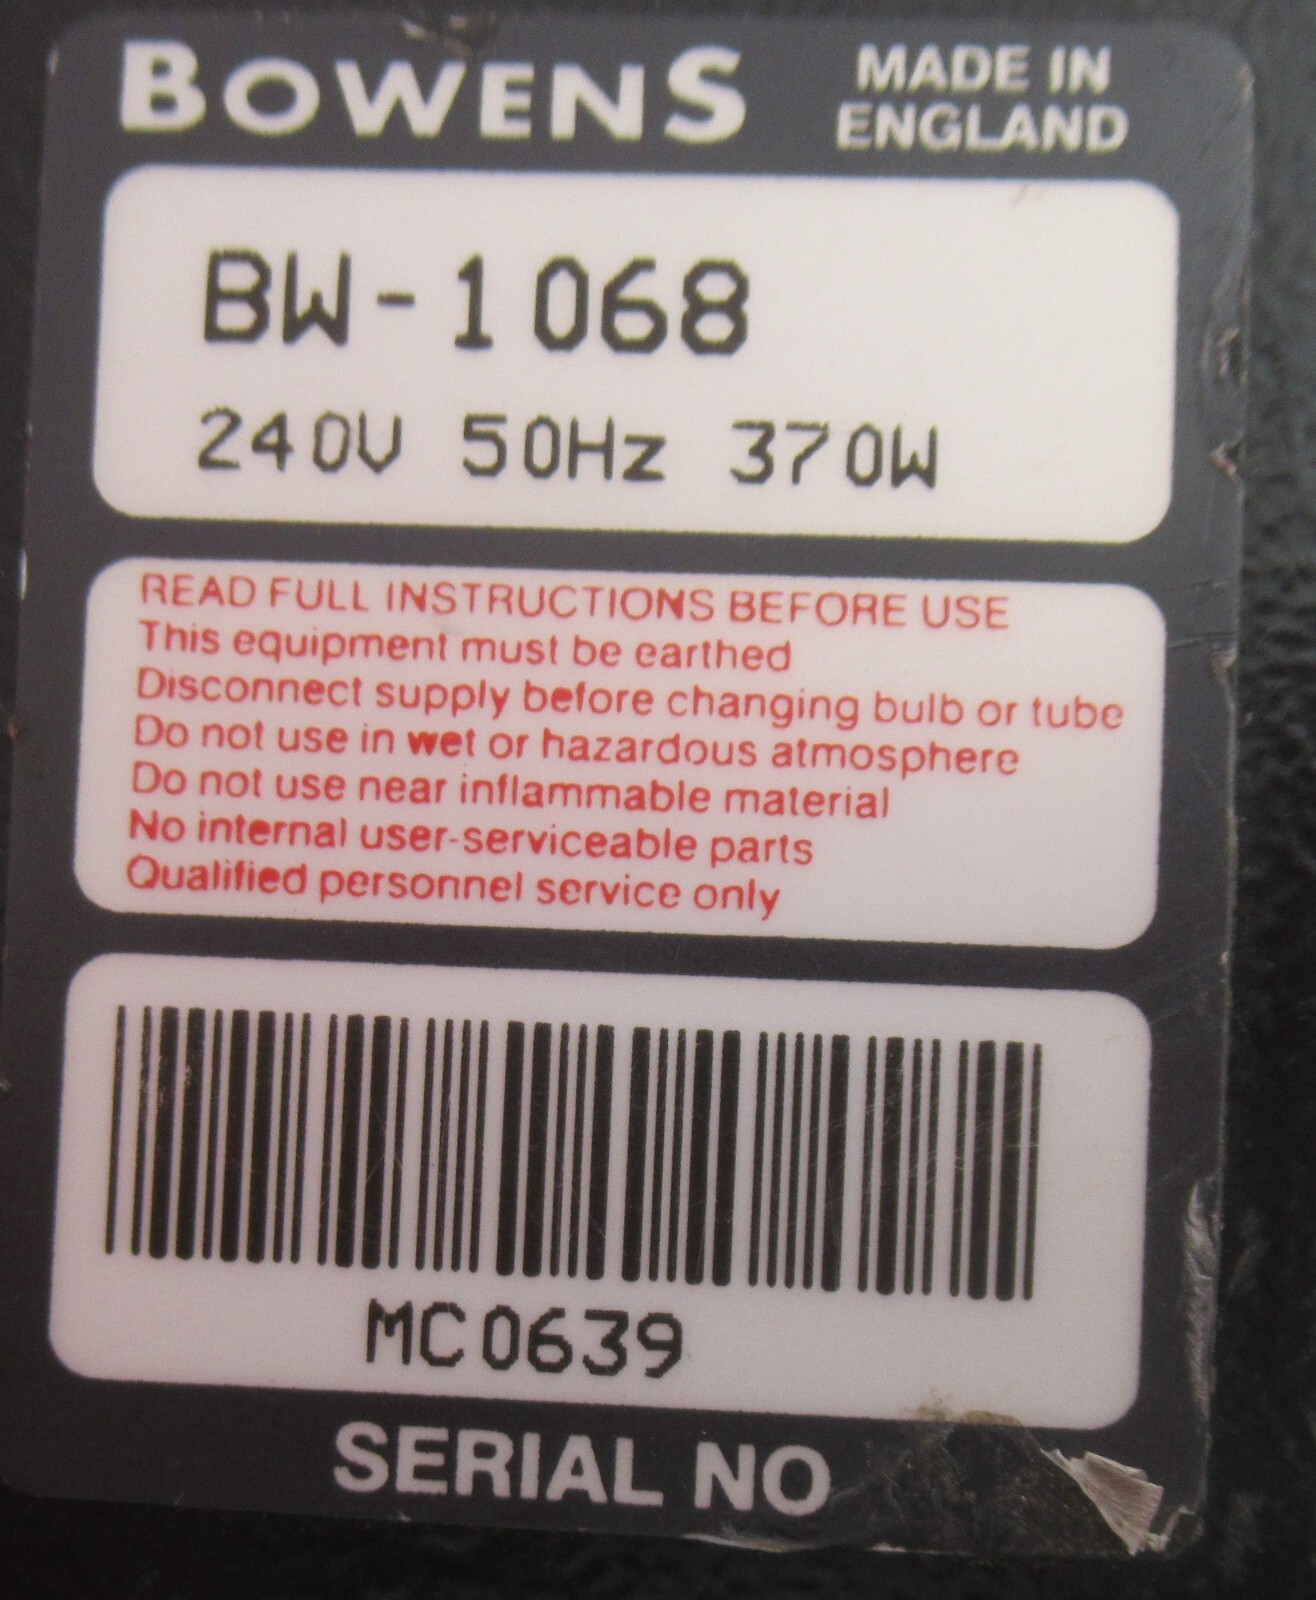 BOWENS
MADE IN
ENGLAND
BW-1068
240V 50Hz 370W
READ FULL INSTRUCTIONS BEFORE USE
This equipment must be earthed
Disconnect supply before changing bulb or tube
Do not use in wet or hazardous atmosphere
Do not use near inflammable material
No internal user-serviceable parts
Qualified personnel service only
MC0639
SERIAL NO